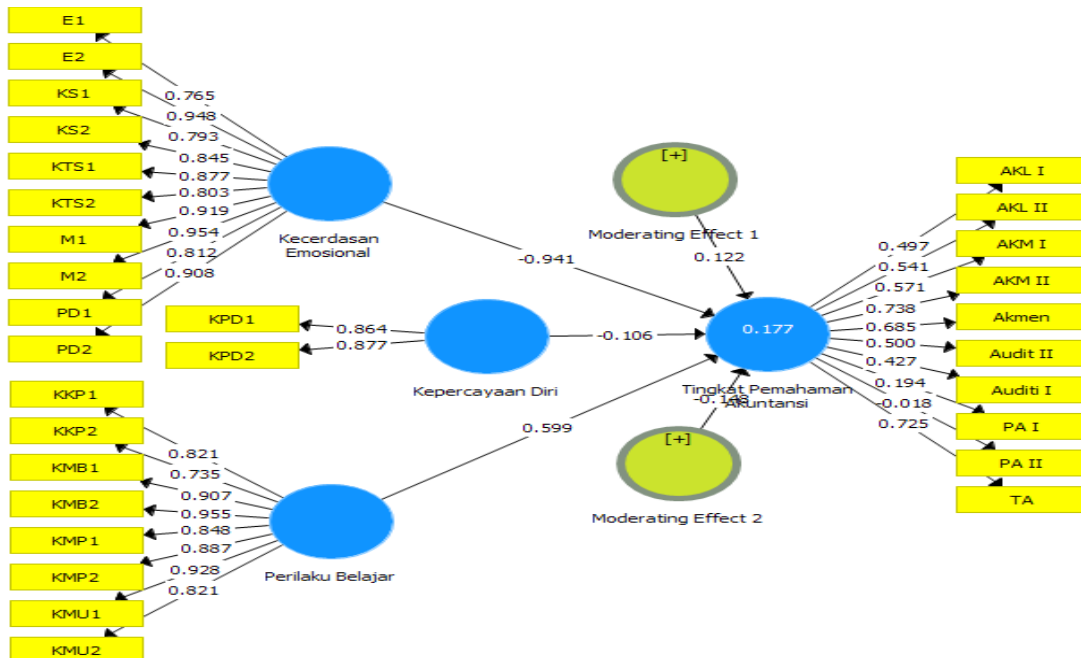 E1
E2
KS1
KS2
KTS1
KTS2
M1
M2
PD1
PD2
0.765
0.948
0.793
0.845
0.877
0.803
0.919
0.954
0.812
0.908
Kecerdasan
Emosional
KPD1
KPD2
0.864
0.877
Kepercayaan Diri
KKP1
KKP2
KMB1
KMB2
KMP1
KMP2
KMU1
KMU2
0.821
0.735
0.907
0.955
0.848
0.887
0.928
0.821
Perilaku Belajar
[+]
Moderating Effect 1
0.122
-0.941
-0.106
0.599
-0.148
[+]
Moderating Effect 2
0.177
Tingkat Pemahaman
Akuntansi
0.497
0.541
0.571
0.738
0.685
0.500
0.427
0.194
-0.018
0.725
AKL I
AKL II
AKM I
AKM II
Akmen
Audit II
Auditi I
PA I
PA II
TA